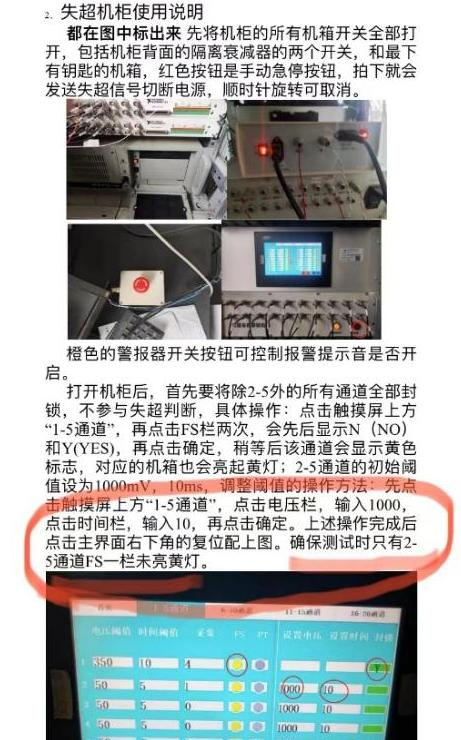 2. 失超机柜使用说明
都在图中标出来 先将机柜的所有机箱开关全部打
开，包括机柜背面的隔离衰减器的两个开关，和最下
有钥匙的机箱，红色按钮是手动急停按钮，拍下就会
发送失超信号切断电源，顺时针旋转可取消。
橙色的警报器开关按钮可控制报警提示音是否开
启。
打开机柜后，首先要将除2-5外的所有通道全部封
锁，不参与失超判断，具体操作：点击触摸屏上方
“1-5通道”，再点击FS栏两次，会先后显示N（NO）
和Y(YES)，再点击确定，稍等后该通道会显示黄色
标志，对应的机箱也会亮起黄灯；2-5通道的初始阈
值设为1000mV，10ms，调整阈值的操作方法：先点
击触摸屏上方“1-5通道”，点击电压栏，输入1000，
点击时间栏，输入10，再点击确定。上述操作完成后
点击主界面右下角的复位配上图。确保测试时只有2-
5通道FS一栏未亮黄灯。
首页 1-5通道 6-10通道 11-15通道 16-20通道
电压阈值 时间阈值 采集 FS PT 设置电压 设置时间 封锁
1 350 10 4 Y
2 50 5 1 1000 10
3 50 5 0 1000 10
4 50 5 0 1000 10